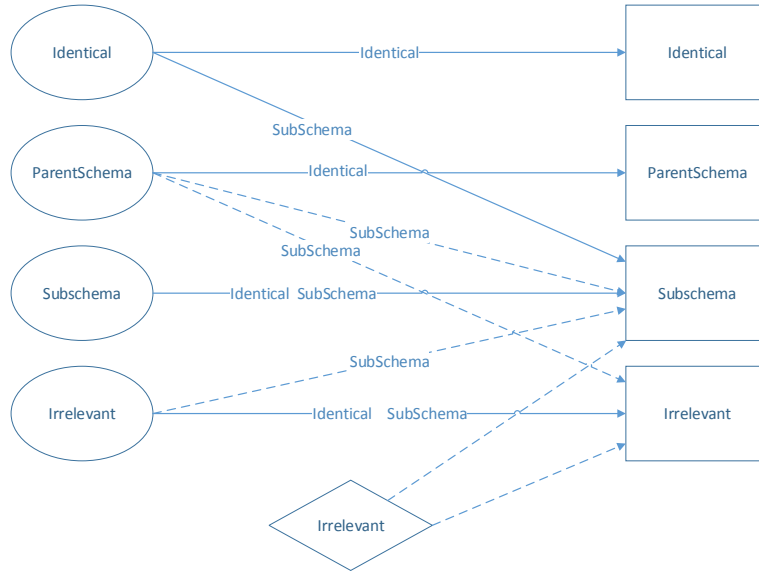 Identical
Identical
Identical
SubSchema
ParentSchema
Identical
ParentSchema
SubSchema
SubSchema
Subschema
Identical SubSchema
Subschema
SubSchema
Irrelevant
Identical SubSchema
Irrelevant
Irrelevant